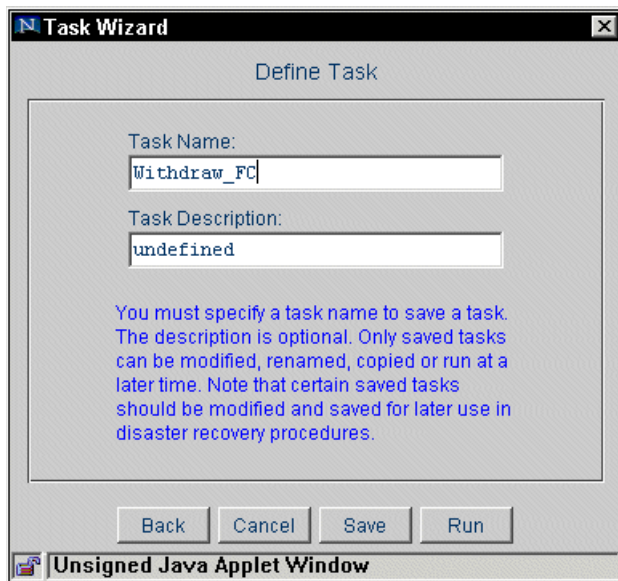 N Task Wizard
Define Task
Task Name:
Withdraw_FC
Task Description:
undefined
You must specify a task name to save a task.
The description is optional. Only saved tasks
can be modified, renamed, copied or run at a
later time. Note that certain saved tasks
should be modified and saved for later use in
disaster recovery procedures.
Back Cancel Save Run
Unsigned Java Applet Window